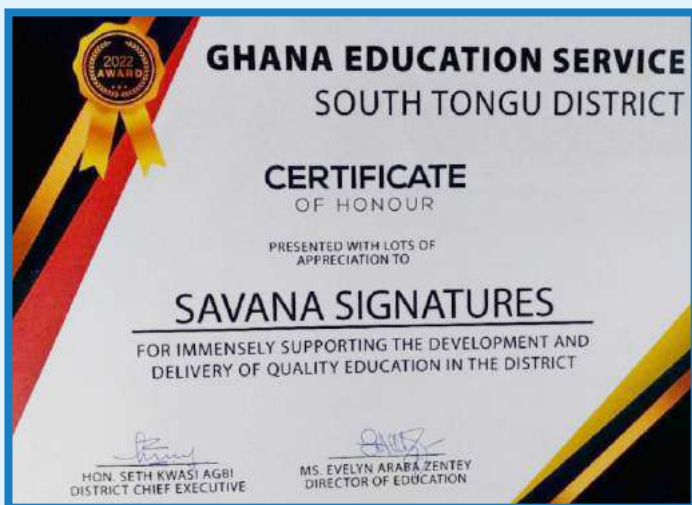 2022
AWARD
GHANA EDUCATION SERVICE
SOUTH TONGU DISTRICT
CERTIFICATE
OF HONOUR
PRESENTED WITH LOTS OF
APPRECIATION TO
SAVANA SIGNATURES
FOR IMMENSELY SUPPORTING THE DEVELOPMENT AND
DELIVERY OF QUALITY EDUCATION IN THE DISTRICT
HON. SETH KWASI AGBI
DISTRICT CHIEF EXECUTIVE
MS. EVELYN ARABA ZENTEY
DIRECTOR OF EDUCATION